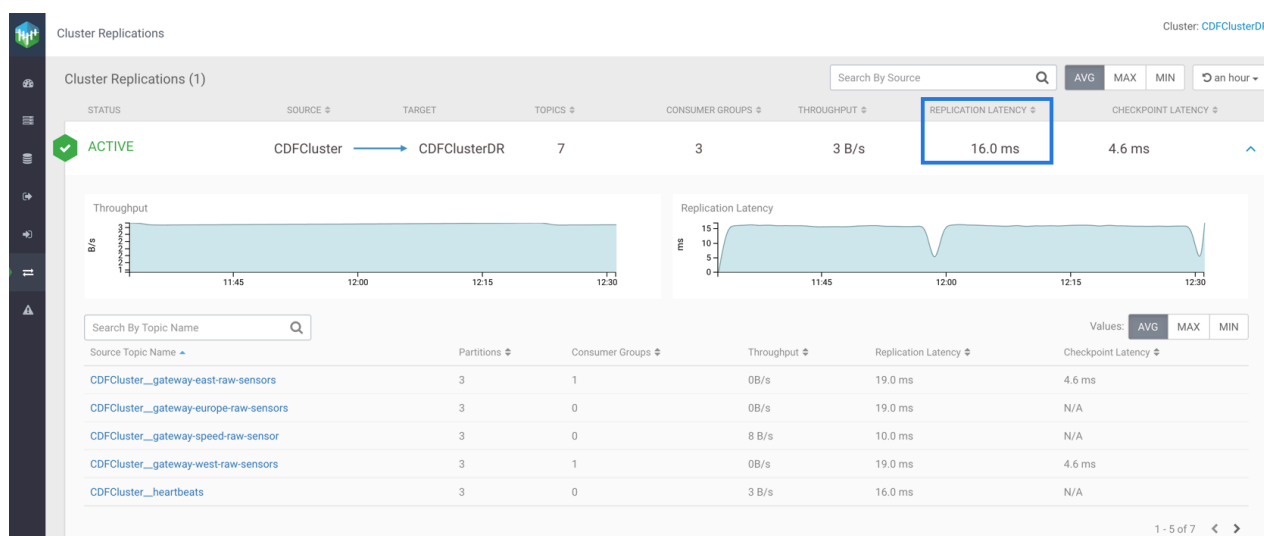 Cluster Replications
Cluster: CDFClusterDR
Cluster Replications (1)
Search By Source
AVG MAX MIN
an hour
STATUS SOURCE TARGET TOPICS CONSUMER GROUPS THROUGHPUT REPLICATION LATENCY CHECKPOINT LATENCY
ACTIVE CDFCluster CDFClusterDR 7 3 3 B/s 16.0 ms 4.6 ms
Throughput
B/s
3
2
2
2
2
1
11:45 12:00 12:15 12:30
Replication Latency
ms
15
10
5
0
11:45 12:00 12:15 12:30
Search By Topic Name
Values: AVG MAX MIN
Source Topic Name Partitions Consumer Groups Throughput Replication Latency Checkpoint Latency
CDFCluster__gateway-east-raw-sensors 3 1 0B/s 19.0 ms 4.6 ms
CDFCluster__gateway-europe-raw-sensors 3 0 0B/s 19.0 ms N/A
CDFCluster__gateway-speed-raw-sensor 3 0 8 B/s 10.0 ms N/A
CDFCluster__gateway-west-raw-sensors 3 1 0B/s 19.0 ms 4.6 ms
CDFCluster__heartbeats 3 0 3 B/s 16.0 ms N/A
1 - 5 of 7